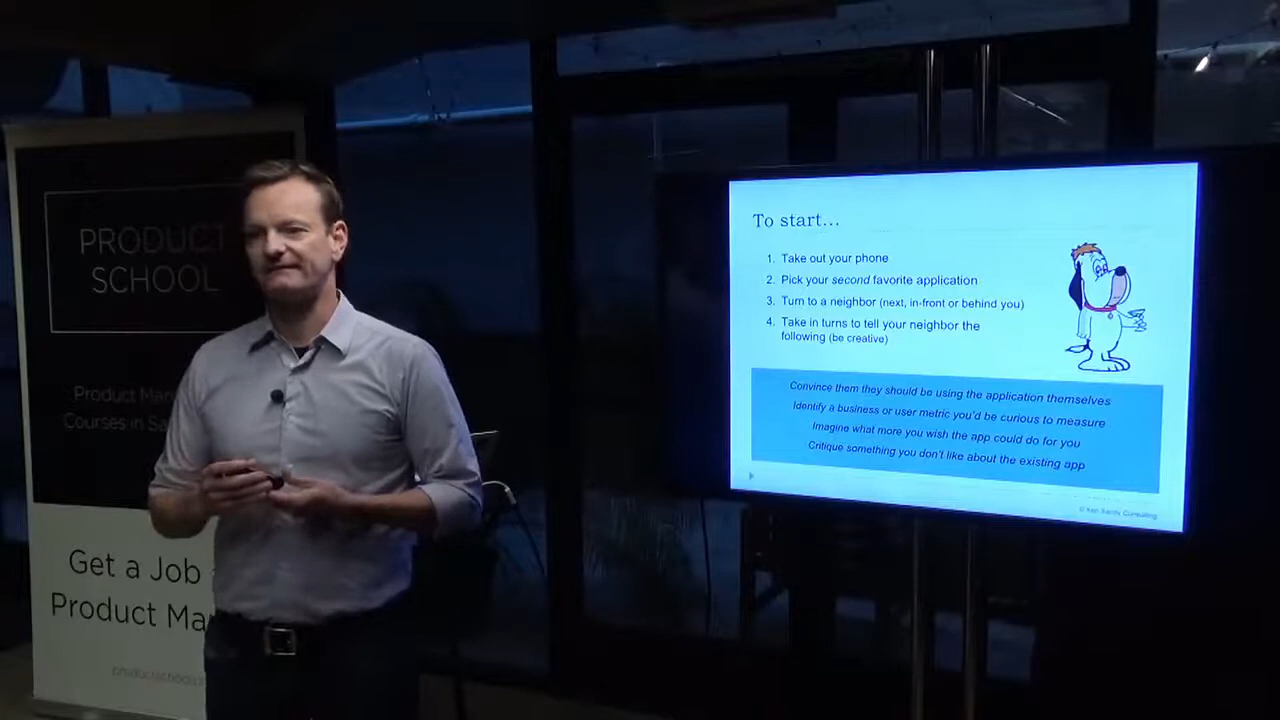 PRODUCT
SCHOOL
Product Man
Courses in Sa
Get a Job
Product Ma
To start...
1. Take out your phone
2. Pick your second favorite application
3. Turn to a neighbor (next, in-front or behind you)
4. Take in turns to tell your neighbor the
following (be creative)
Convince them they should be using the application themselves
Identify a business or user metric you'd be curious to measure
Imagine what more you wish the app could do for you
Critique something you don't like about the existing app
© Ken Sandy Consulting